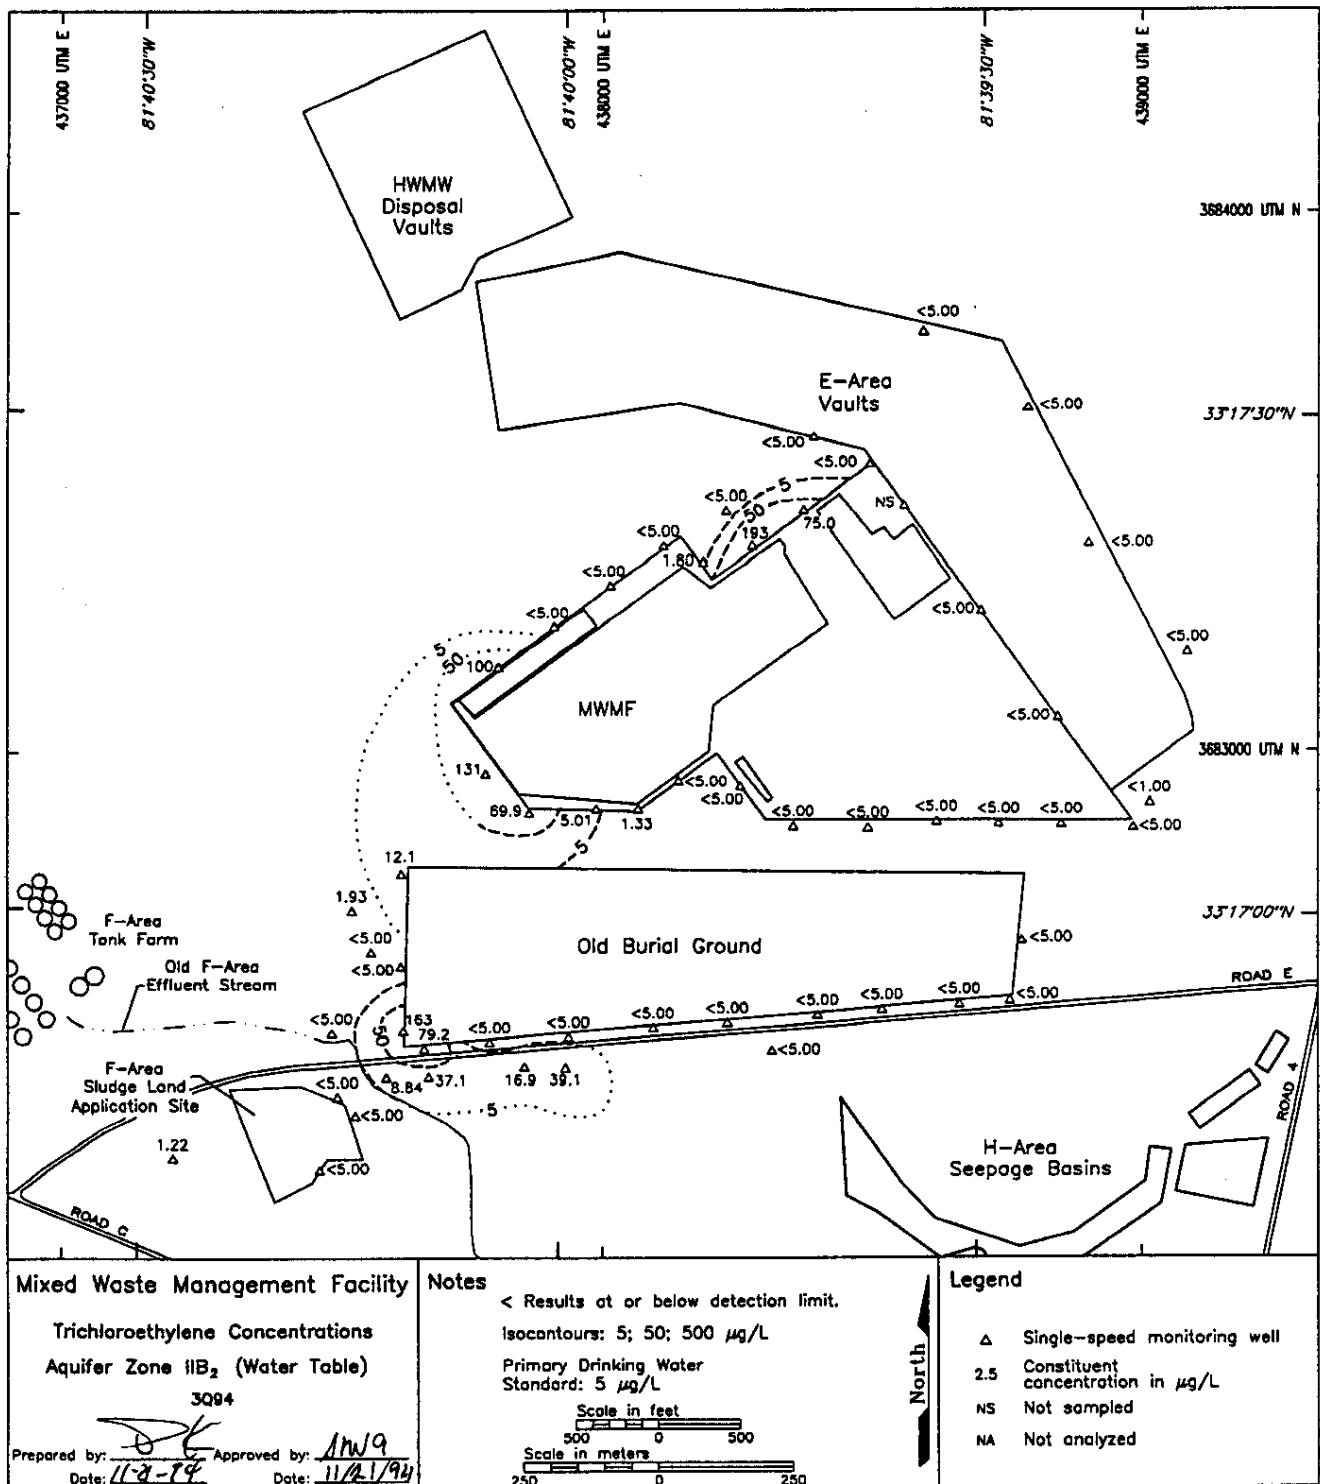 437000 UTM E
81°40'30"W
81°40'00"W
438000 UTM E
81°39'30"W
439000 UTM E
HWMW
Disposal
Vaults
3684000 UTM N
<5.00
E-Area
Vaults
<5.00
33°17'30"N
<5.00
<5.00
5
<5.00
50
NS
<5.00
193
75.0
1.80
<5.00
<5.00
<5.00
<5.00
5
50
100
<5.00
MWMF
<5.00
3683000 UTM N
131
<5.00
<5.00
<1.00
69.9
5.01
1.33
<5.00
<5.00
<5.00
<5.00
<5.00
<5.00
5
12.1
1.93
33°17'00"N
F-Area
Tank Farm
<5.00
Old Burial Ground
<5.00
<5.00
Old F-Area
Effluent Stream
ROAD E
<5.00
<5.00
<5.00
<5.00
<5.00
<5.00
<5.00
<5.00
<5.00
163
50
79.2
<5.00
F-Area
Sludge Land
Application Site
<5.00
8.84
37.1
16.9
39.1
5
<5.00
ROAD 4
1.22
<5.00
H-Area
Seepage Basins
ROAD C
Mixed Waste Management Facility
Trichloroethylene Concentrations
Aquifer Zone IIB₂ (Water Table)
3Q94
Prepared by:
Approved by:
Date:
Date: 11/21/94
Notes
< Results at or below detection limit.
Isocontours: 5; 50; 500 µg/L
Primary Drinking Water
Standard: 5 µg/L
Scale in feet
500 0 500
Scale in meters
250 0 250
North
Legend
Single-speed monitoring well
2.5 Constituent
concentration in µg/L
NS Not sampled
NA Not analyzed